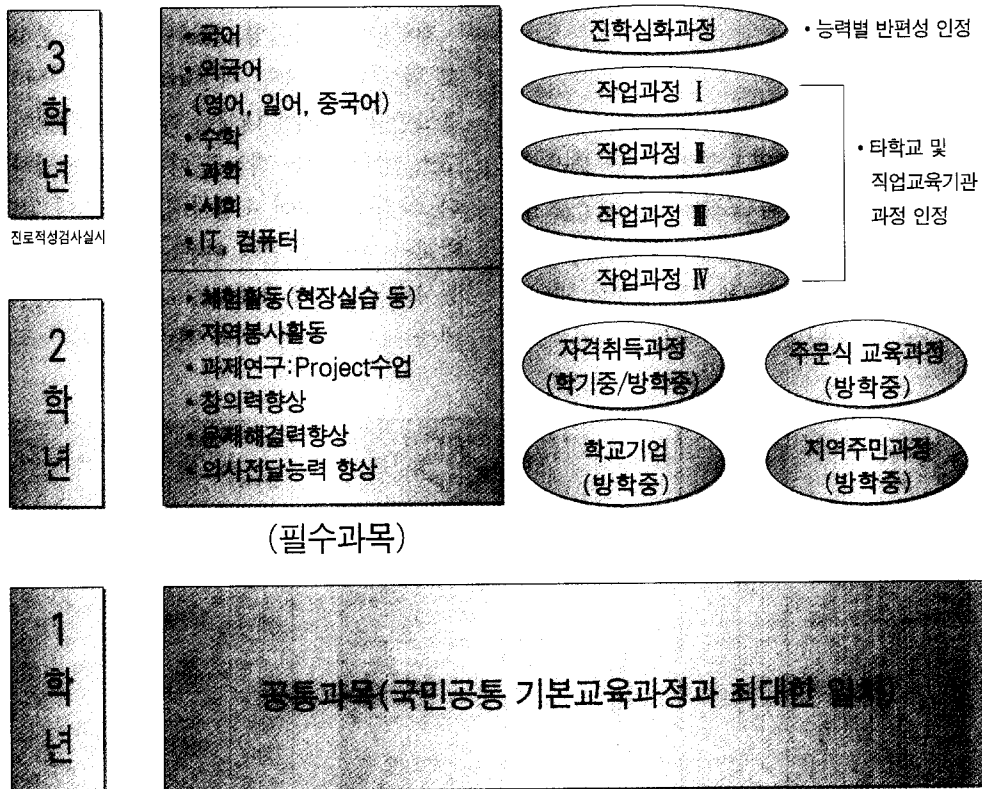 3
학
년
진로적성검사실시
• 국어
• 외국어
(영어, 일어, 중국어)
• 수학
• 과학
• 사회
• IT, 컴퓨터
진학심화과정
• 능력별 반편성 인정
작업과정 Ⅰ
작업과정 Ⅱ
작업과정 Ⅲ
작업과정 Ⅳ
• 타학교 및
직업교육기관
과정 인정
2
학
년
• 체험활동(현장실습 등)
• 지역봉사활동
• 과제연구:Project수업
• 창의력향상
• 문제해결력향상
• 의사전달능력 향상
(필수과목)
자격취득과정
(학기중/방학중)
주문식 교육과정
(방학중)
학교기업
(방학중)
지역주민과정
(방학중)
1
학
년
공통과목(국민공통 기본교육과정과 최대한 일치)